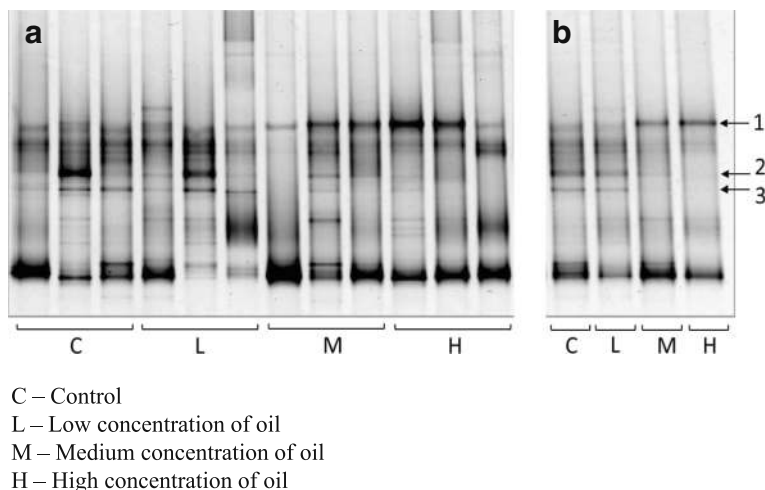 a b
1
2
3
C L M H C L M H
C – Control
L – Low concentration of oil
M – Medium concentration of oil
H – High concentration of oil